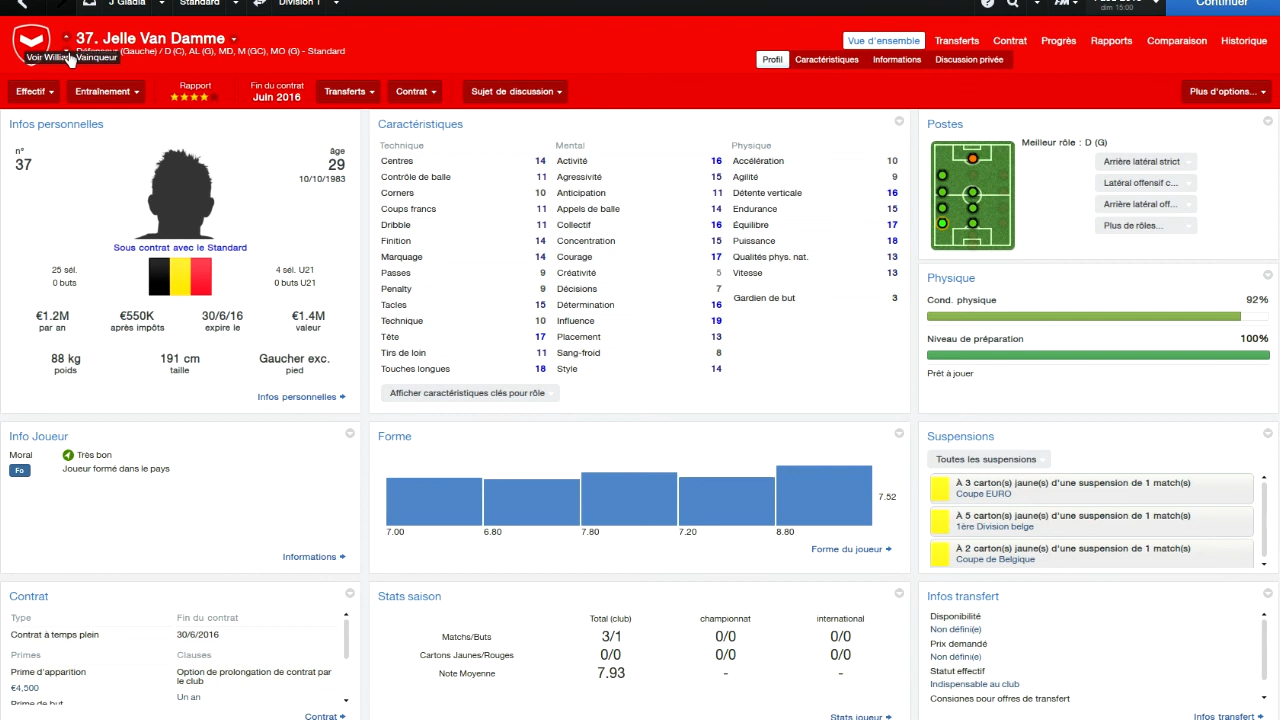 J Gladia Standard Division 1 FM dim 15:00 Continuer
37. Jelle Van Damme
(Gauche) / D (C), AL (G), MD, M (GC), MO (G) - Standard
Voir William Vainqueur
Vue d'ensemble Transferts Contrat Progrès Rapports Comparaison Historique
Profil Caractéristiques Informations Discussion privée
Effectif Entraînement Rapport Fin du contrat Juin 2016 Transferts Contrat Sujet de discussion Plus d'options...
Infos personnelles
n° 37
âge 29
10/10/1983
Sous contrat avec le Standard
25 sél. 4 sél. U21
0 buts 0 buts U21
€1.2M €550K 30/6/16 €1.4M
par an après impôts expire le valeur
88 kg 191 cm Gaucher exc.
poids taille pied
Infos personnelles
Caractéristiques
Technique Mental Physique
Centres 14 Activité 16 Accélération 10
Contrôle de balle 11 Agressivité 15 Agilité 9
Corners 10 Anticipation 11 Détente verticale 16
Coups francs 11 Appels de balle 14 Endurance 15
Dribble 11 Collectif 16 Équilibre 17
Finition 14 Concentration 15 Puissance 18
Marquage 14 Courage 17 Qualités phys. nat. 13
Passes 9 Créativité 5 Vitesse 13
Penalty 9 Décisions 7 Gardien de but 3
Tacles 15 Détermination 16
Technique 10 Influence 19
Tête 17 Placement 13
Tirs de loin 11 Sang-froid 8
Touches longues 18 Style 14
Afficher caractéristiques clés pour rôle
Postes
Meilleur rôle : D (G)
Arrière latéral strict
Latéral offensif c...
Arrière latéral off...
Plus de rôles...
Physique
Cond. physique 92%
Niveau de préparation 100%
Prêt à jouer
Info Joueur
Moral Très bon
Fo Joueur formé dans le pays
Informations
Forme
7.52
7.00 6.80 7.80 7.20 8.80
Forme du joueur
Suspensions
Toutes les suspensions
À 3 carton(s) jaune(s) d'une suspension de 1 match(s)
Coupe EURO
À 5 carton(s) jaune(s) d'une suspension de 1 match(s)
1ère Division belge
À 2 carton(s) jaune(s) d'une suspension de 1 match(s)
Coupe de Belgique
Contrat
Type Fin du contrat
Contrat à temps plein 30/6/2016
Primes Clauses
Prime d'apparition Option de prolongation de contrat par le club
€4,500 Un an
Prime de but
Contrat
Stats saison
Total (club) championnat international
Matchs/Buts 3/1 0/0 0/0
Cartons Jaunes/Rouges 0/0 0/0 0/0
Note Moyenne 7.93 - -
Stats joueur
Infos transfert
Disponibilité
Non défini(e)
Prix demandé
Non défini(e)
Statut effectif
Indispensable au club
Consignes pour offres de transfert
Infos transfert